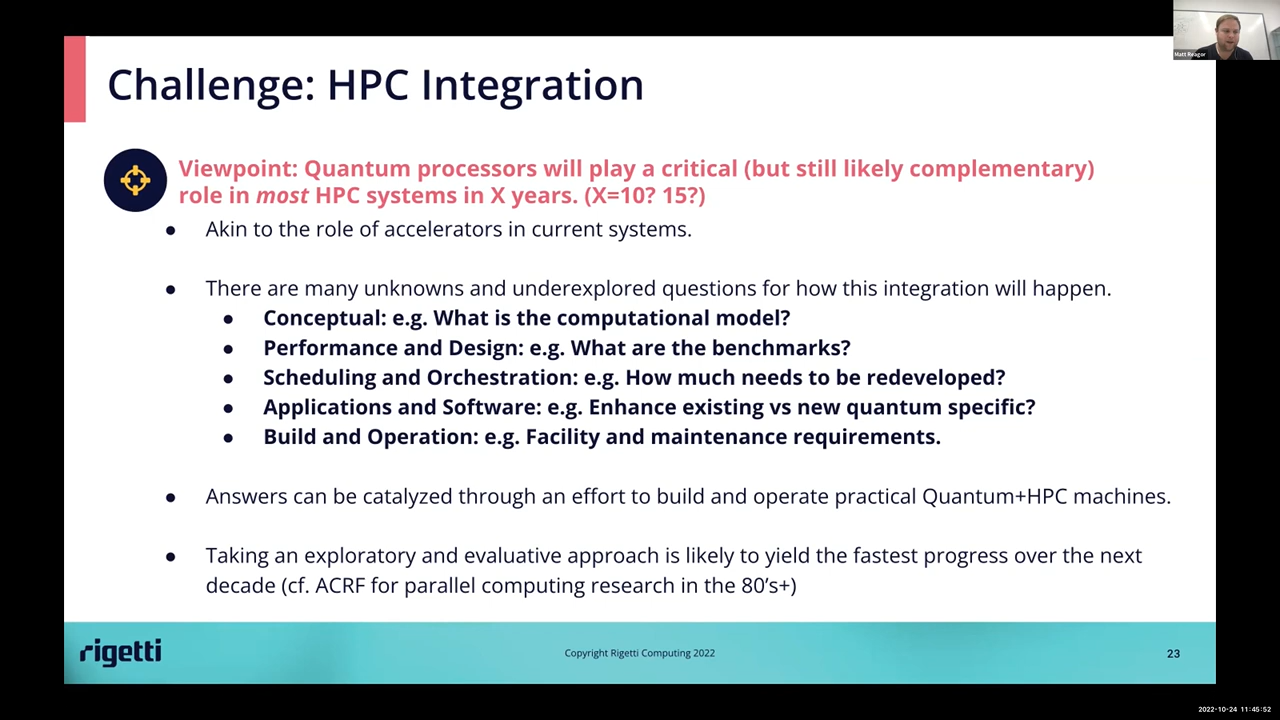 Matt Reagor
Challenge: HPC Integration
Viewpoint: Quantum processors will play a critical (but still likely complementary)
role in most HPC systems in X years. (X=10? 15?)
● Akin to the role of accelerators in current systems.
● There are many unknowns and underexplored questions for how this integration will happen.
● Conceptual: e.g. What is the computational model?
● Performance and Design: e.g. What are the benchmarks?
● Scheduling and Orchestration: e.g. How much needs to be redeveloped?
● Applications and Software: e.g. Enhance existing vs new quantum specific?
● Build and Operation: e.g. Facility and maintenance requirements.
● Answers can be catalyzed through an effort to build and operate practical Quantum+HPC machines.
● Taking an exploratory and evaluative approach is likely to yield the fastest progress over the next
decade (cf. ACRF for parallel computing research in the 80’s+)
rigetti
Copyright Rigetti Computing 2022
23
2022-10-24 11:45:52